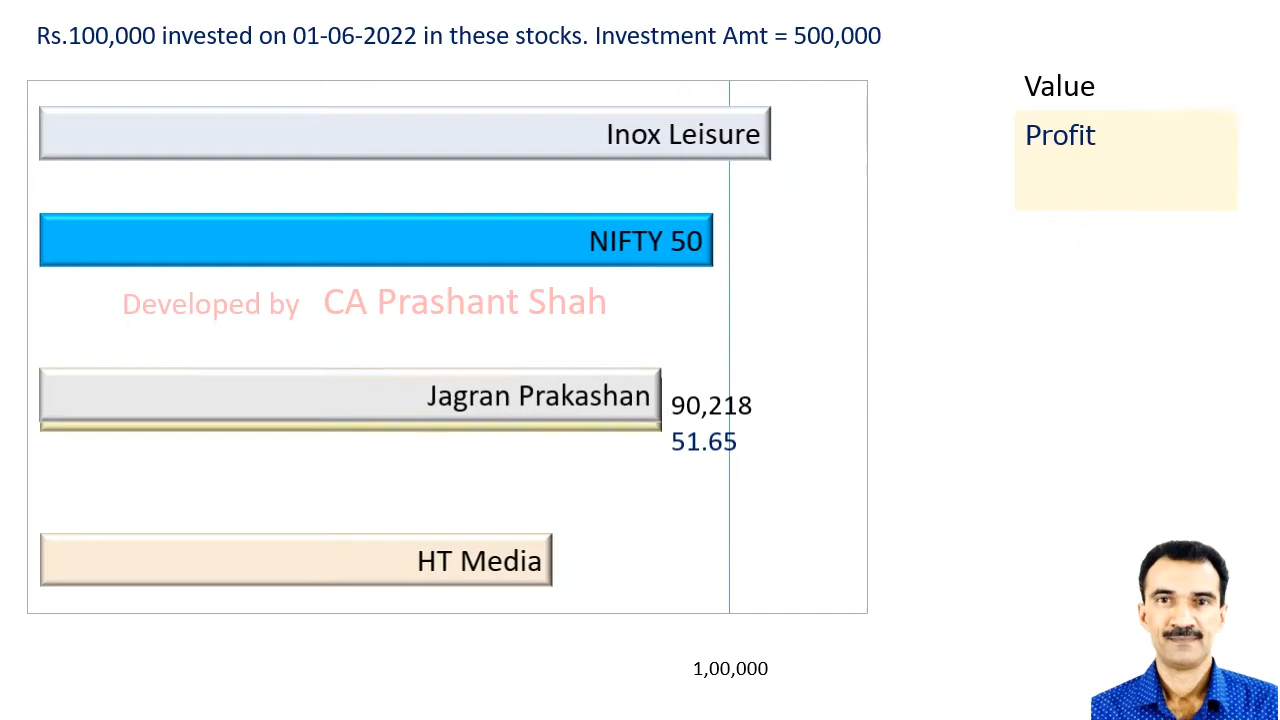 Rs.100,000 invested on 01-06-2022 in these stocks. Investment Amt = 500,000
Value
Profit
Inox Leisure
NIFTY 50
Developed by CA Prashant Shah
Jagran Prakashan
90,218
51.65
HT Media
1,00,000